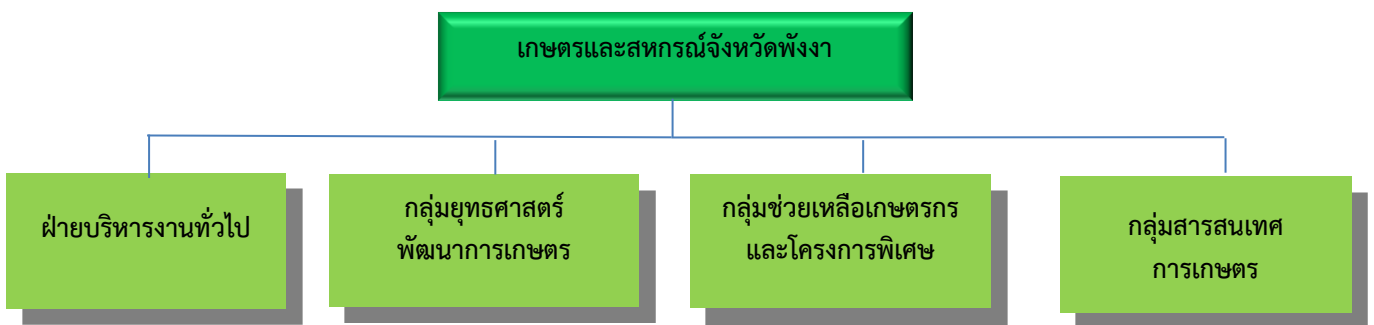 เกษตรและสหกรณ์จังหวัดพังงา
ฝ่ายบริหารงานทั่วไป
กลุ่มยุทธศาสตร์
พัฒนาการเกษตร
กลุ่มช่วยเหลือเกษตรกร
และโครงการพิเศษ
กลุ่มสารสนเทศ
การเกษตร